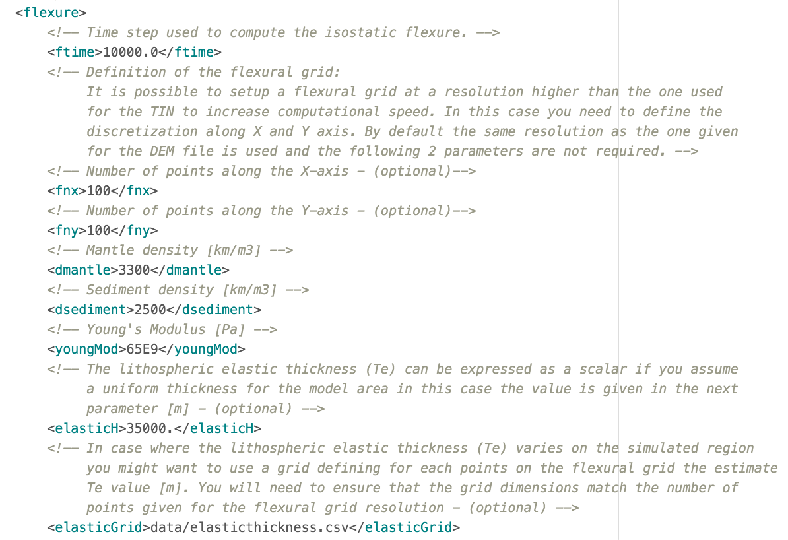 <flexure>
<!-- Time step used to compute the isostatic flexure. -->
<ftime>10000.0</ftime>
<!-- Definition of the flexural grid:
It is possible to setup a flexural grid at a resolution higher than the one used
for the TIN to increase computational speed. In this case you need to define the
discretization along X and Y axis. By default the same resolution as the one given
for the DEM file is used and the following 2 parameters are not required. -->
<!-- Number of points along the X-axis - (optional)-->
<fnx>100</fnx>
<!-- Number of points along the Y-axis - (optional)-->
<fny>100</fny>
<!-- Mantle density [km/m3] -->
<dmantle>3300</dmantle>
<!-- Sediment density [km/m3] -->
<dsediment>2500</dsediment>
<!-- Young's Modulus [Pa] -->
<youngMod>65E9</youngMod>
<!-- The lithospheric elastic thickness (Te) can be expressed as a scalar if you assume
a uniform thickness for the model area in this case the value is given in the next
parameter [m] - (optional) -->
<elasticH>35000.</elasticH>
<!-- In case where the lithospheric elastic thickness (Te) varies on the simulated region
you might want to use a grid defining for each points on the flexural grid the estimate
Te value [m]. You will need to ensure that the grid dimensions match the number of
points given for the flexural grid resolution - (optional) -->
<elasticGrid>data/elasticthickness.csv</elasticGrid>